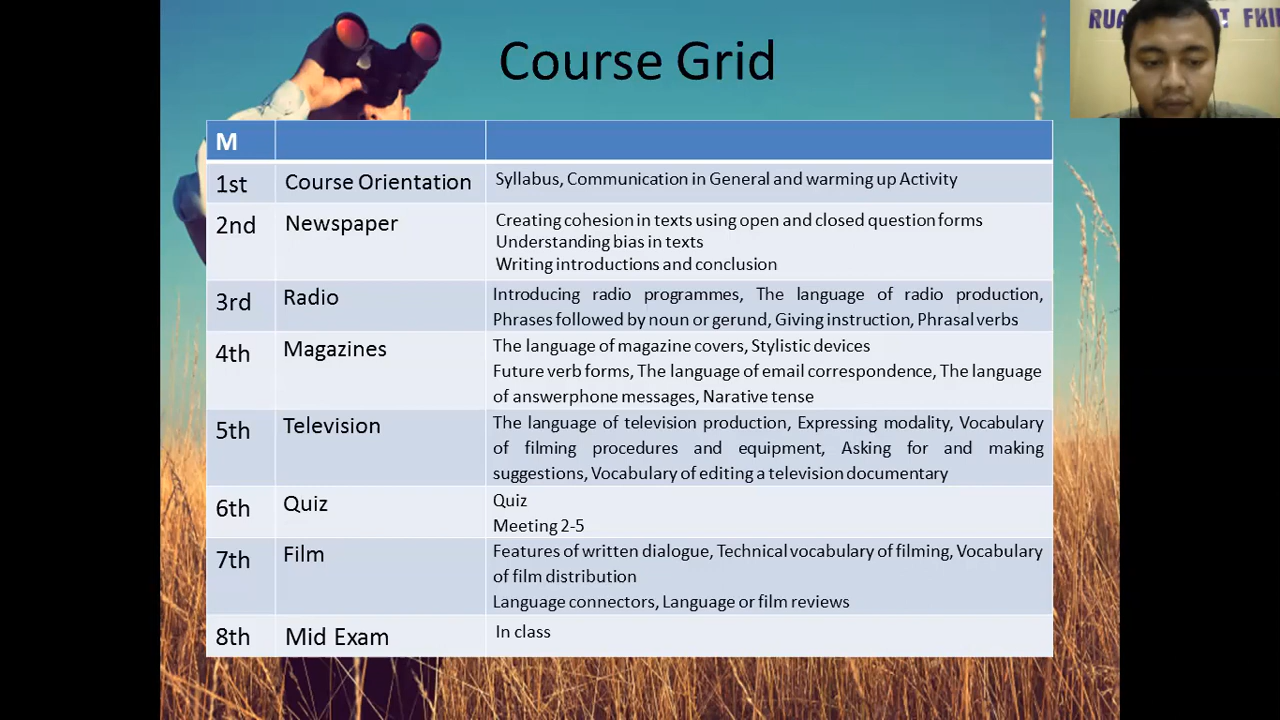 Course Grid
RUA
AT FKIP
M
1st Course Orientation Syllabus, Communication in General and warming up Activity
2nd Newspaper Creating cohesion in texts using open and closed question forms
Understanding bias in texts
Writing introductions and conclusion
3rd Radio Introducing radio programmes, The language of radio production,
Phrases followed by noun or gerund, Giving instruction, Phrasal verbs
4th Magazines The language of magazine covers, Stylistic devices
Future verb forms, The language of email correspondence, The language
of answerphone messages, Narative tense
5th Television The language of television production, Expressing modality, Vocabulary
of filming procedures and equipment, Asking for and making
suggestions, Vocabulary of editing a television documentary
6th Quiz Quiz
Meeting 2-5
7th Film Features of written dialogue, Technical vocabulary of filming, Vocabulary
of film distribution
Language connectors, Language or film reviews
8th Mid Exam In class